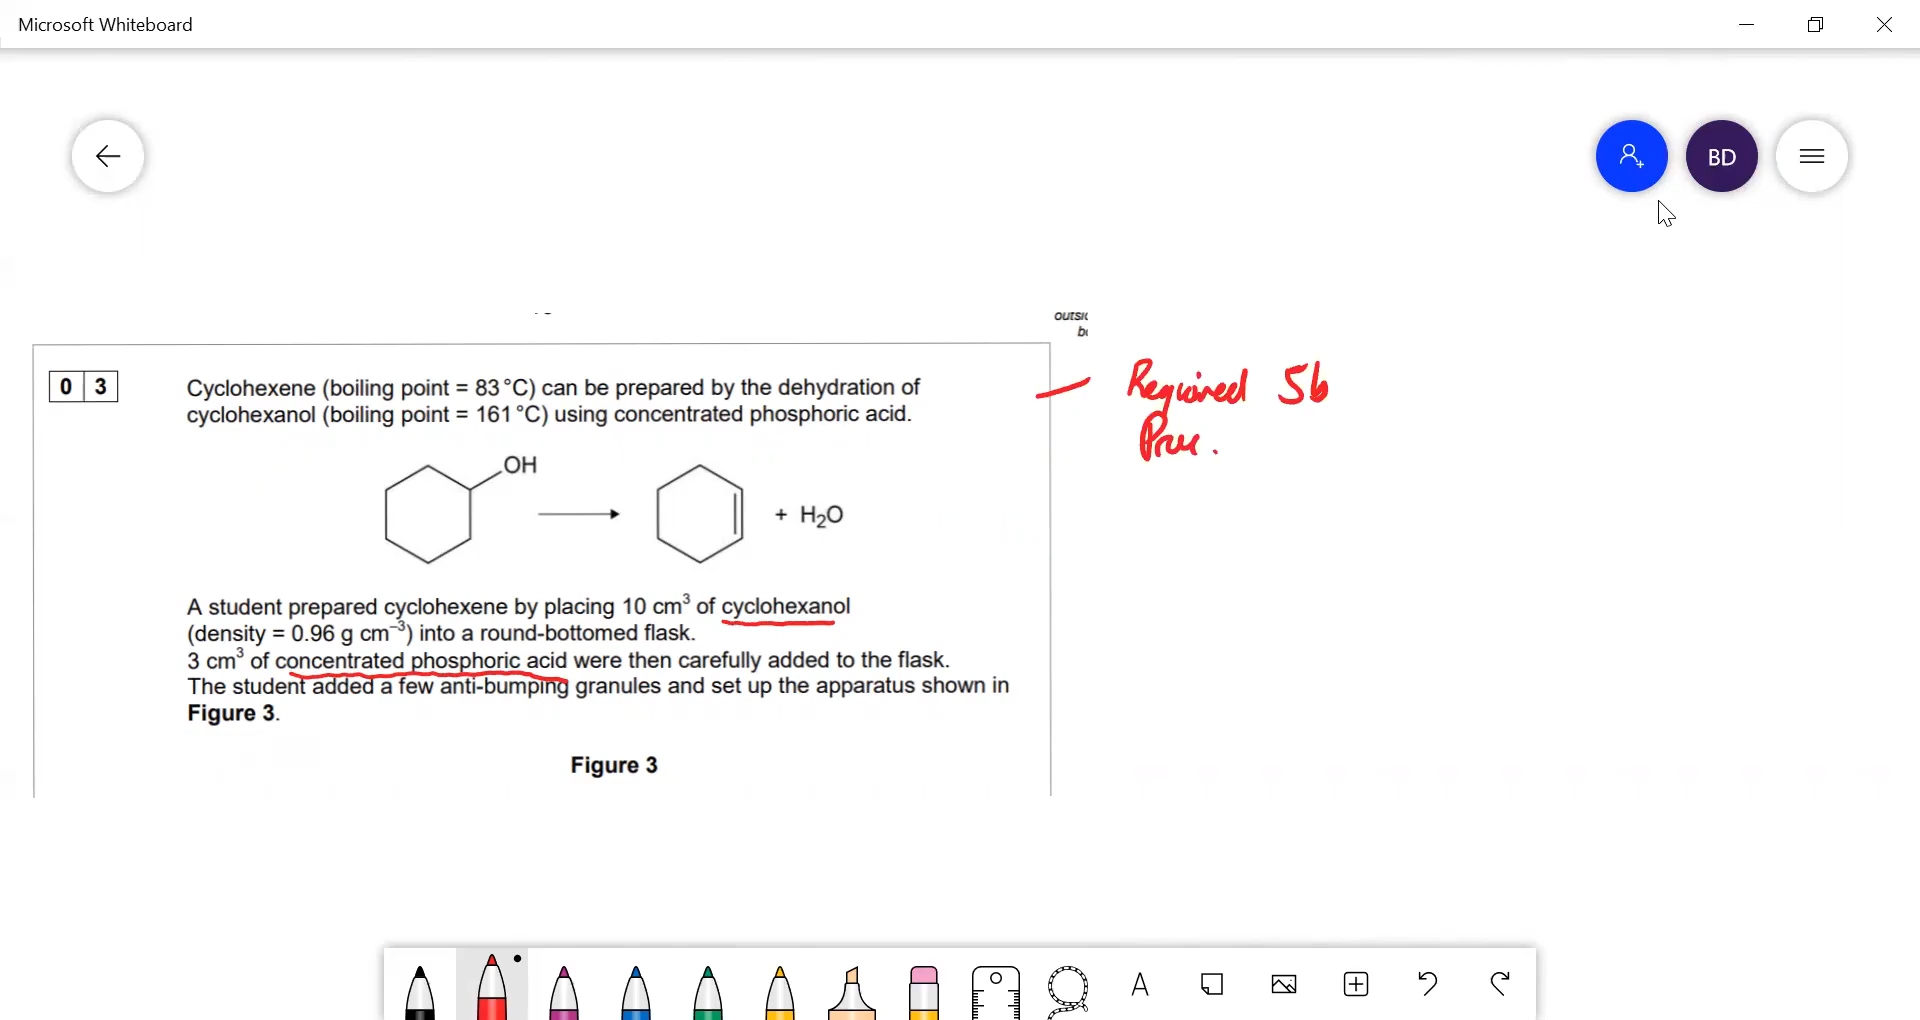 Microsoft Whiteboard
BD
outsid
0 3
Cyclohexene (boiling point = 83 °C) can be prepared by the dehydration of
cyclohexanol (boiling point = 161 °C) using concentrated phosphoric acid.
Required 5b
OH
+ H₂O
A student prepared cyclohexene by placing 10 cm³ of cyclohexanol
(density = 0.96 g cm⁻³) into a round-bottomed flask.
3 cm³ of concentrated phosphoric acid were then carefully added to the flask.
The student added a few anti-bumping granules and set up the apparatus shown in
Figure 3.
Figure 3
A